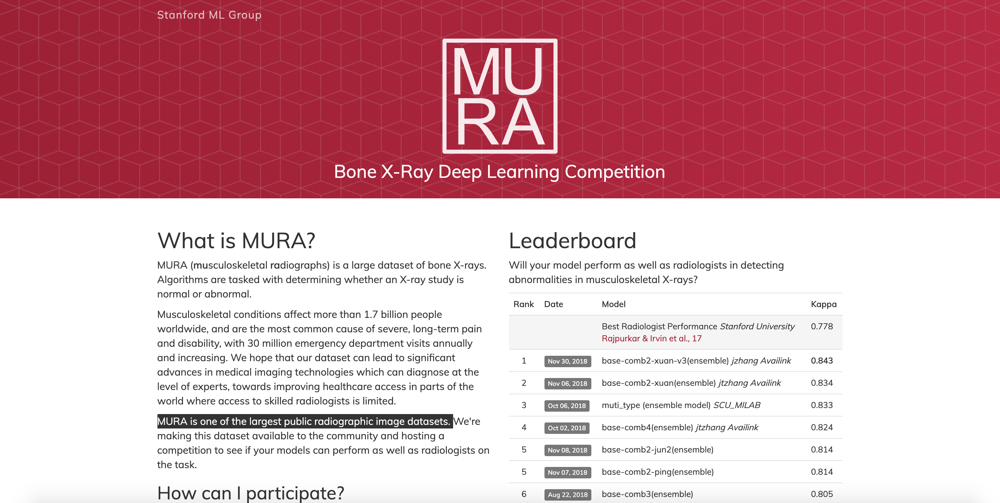 Stanford ML Group
MU
RA
Bone X-Ray Deep Learning Competition
What is MURA?
MURA (musculoskeletal radiographs) is a large dataset of bone X-rays.
Algorithms are tasked with determining whether an X-ray study is
normal or abnormal.
Musculoskeletal conditions affect more than 1.7 billion people
worldwide, and are the most common cause of severe, long-term pain
and disability, with 30 million emergency department visits annually
and increasing. We hope that our dataset can lead to significant
advances in medical imaging technologies which can diagnose at the
level of experts, towards improving healthcare access in parts of the
world where access to skilled radiologists is limited.
MURA is one of the largest public radiographic image datasets. We're
making this dataset available to the community and hosting a
competition to see if your models can perform as well as radiologists on
the task.
How can I participate?
Leaderboard
Will your model perform as well as radiologists in detecting
abnormalities in musculoskeletal X-rays?
Rank Date Model Kappa
Best Radiologist Performance Stanford University 0.778
Rajpurkar & Irvin et al., 17
1 Nov 30, 2018 base-comb2-xuan-v3(ensemble) jzhang Availink 0.843
2 Nov 06, 2018 base-comb2-xuan(ensemble) jtzhang Availink 0.834
3 Oct 06, 2018 muti_type (ensemble model) SCU_MILAB 0.833
4 Oct 02, 2018 base-comb4(ensemble) jtzhang Availink 0.824
5 Nov 08, 2018 base-comb2-jun2(ensemble) 0.814
5 Nov 07, 2018 base-comb2-ping(ensemble) 0.814
6 Aug 22, 2018 base-comb3(ensemble) 0.805